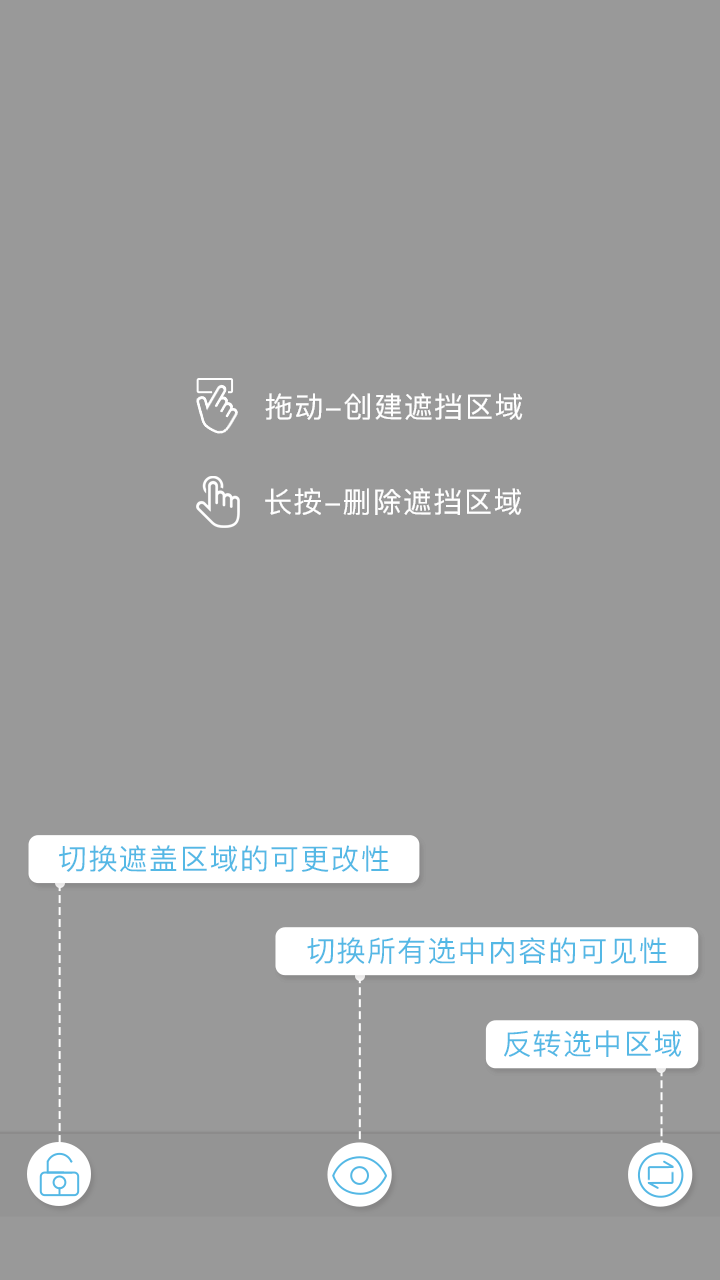 拖动–创建遮挡区域
长按–删除遮挡区域
切换遮盖区域的可更改性
切换所有选中内容的可见性
反转选中区域